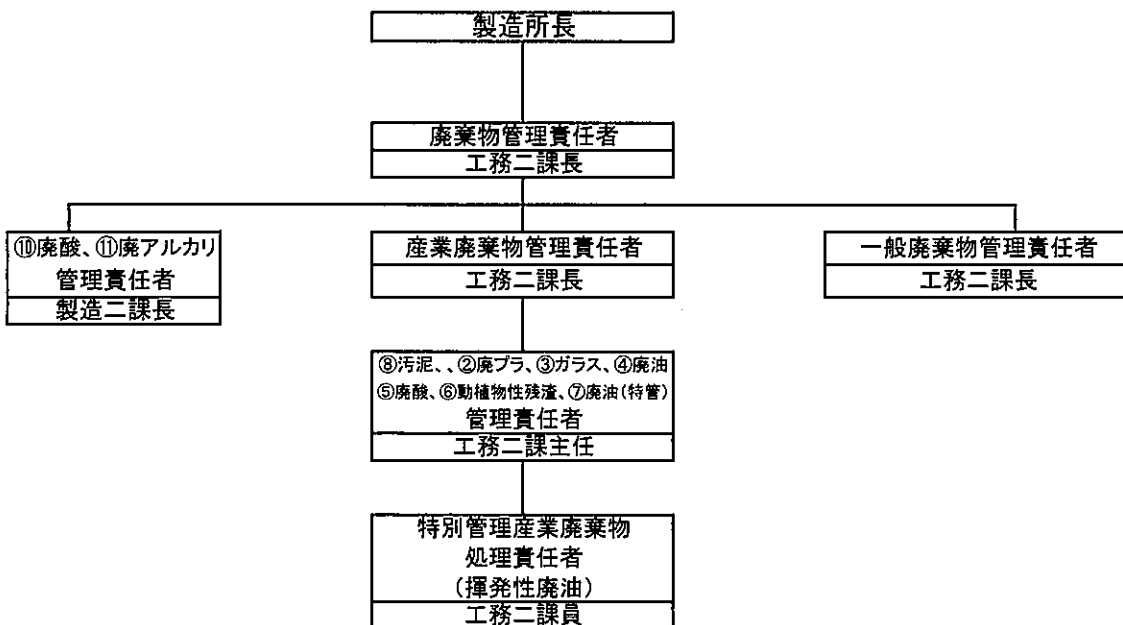 製造所長
廃棄物管理責任者
工務二課長
⑩廃酸、⑪廃アルカリ
管理責任者
製造二課長
産業廃棄物管理責任者
工務二課長
一般廃棄物管理責任者
工務二課長
⑧汚泥、、②廃プラ、③ガラス、④廃油
⑤廃酸、⑥動植物性残渣、⑦廃油(特管)
管理責任者
工務二課主任
特別管理産業廃棄物
処理責任者
(揮発性廃油)
工務二課員